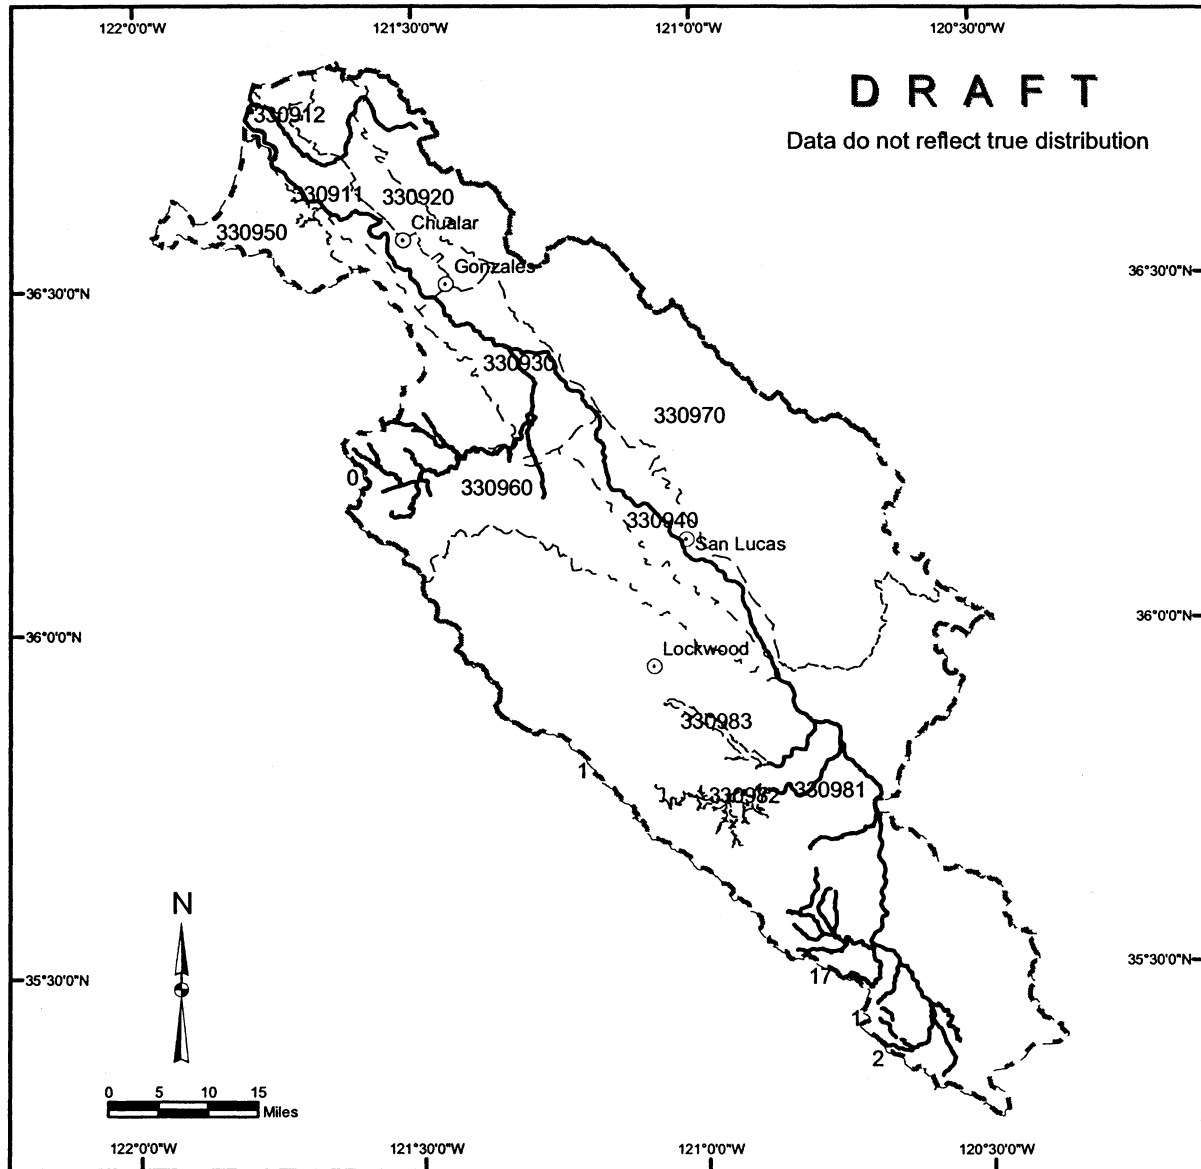 122°0'0"W 121°30'0"W 121°0'0"W 120°30'0"W
DRAFT
Data do not reflect true distribution
330912
330911
330920
330950
Chualar
Gonzales
36°30'0"N
36°30'0"N
330930
330970
0
330960
330940
San Lucas
36°0'0"N
36°0'0"N
Lockwood
330983
1
330982
330981
N
35°30'0"N
35°30'0"N
17
1
2
0 5 10 15
Miles
122°0'0"W 121°30'0"W 121°0'0"W 120°30'0"W